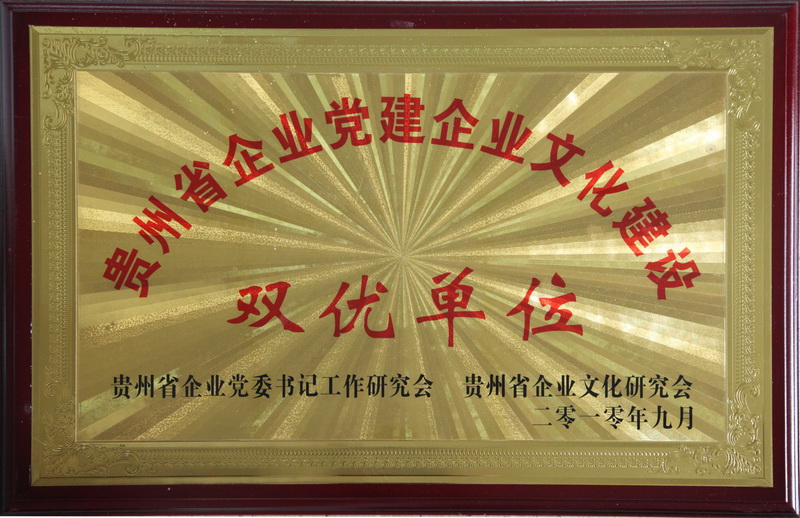 贵州省企业党建企业文化建设
双优单位
贵州省企业党委书记工作研究会 贵州省企业文化研究会
二零一零年九月